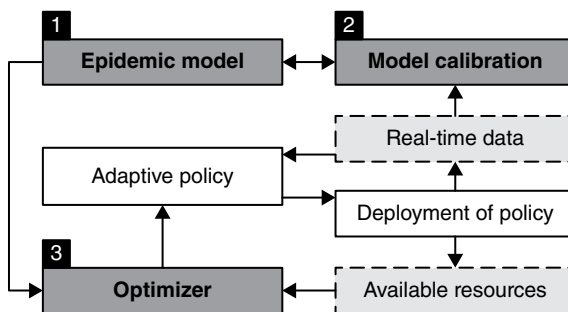 1
2
Epidemic model
Model calibration
Real-time data
Adaptive policy
Deployment of policy
3
Optimizer
Available resources